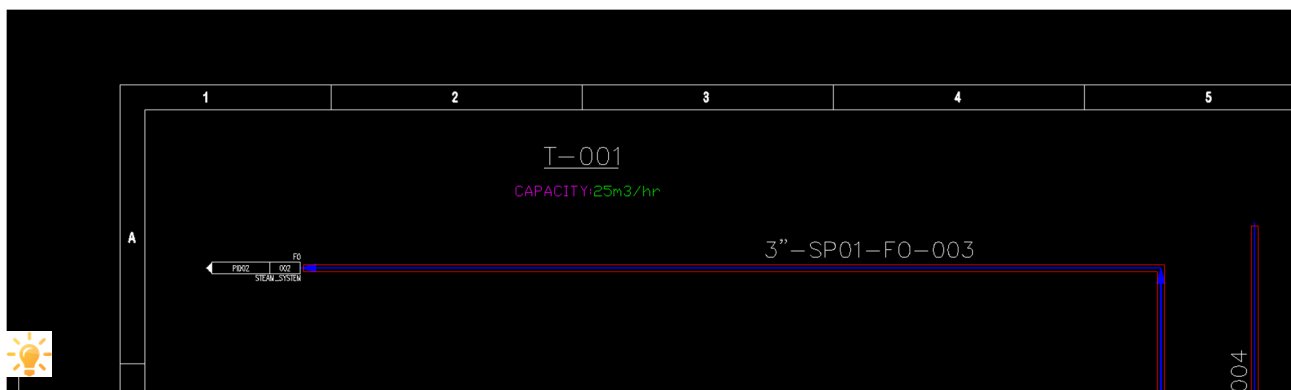 1 2 3 4 5
T-001
CAPACITY:25m3/hr
A
3"-SP01-FO-003
FO
PID02 002
STEAM_SYSTEM
004